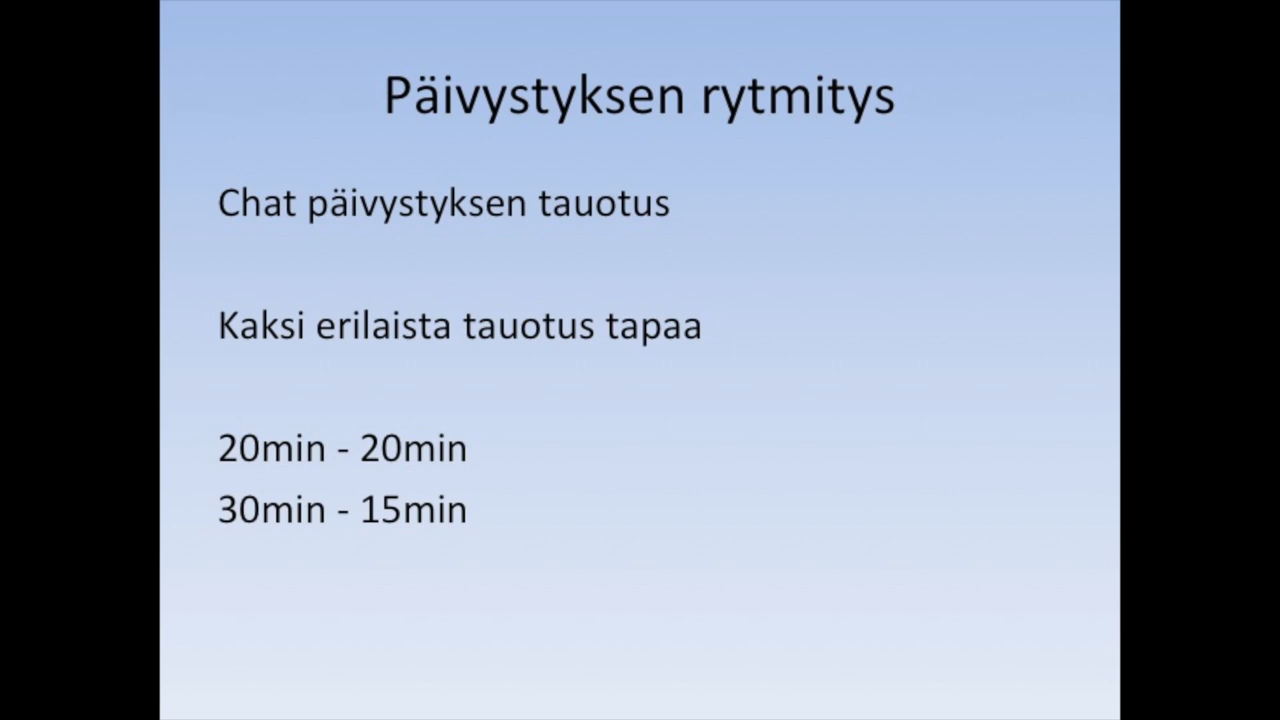 Päivystyksen rytmitys
Chat päivystyksen tauotus
Kaksi erilaista tauotus tapaa
20min - 20min
30min - 15min